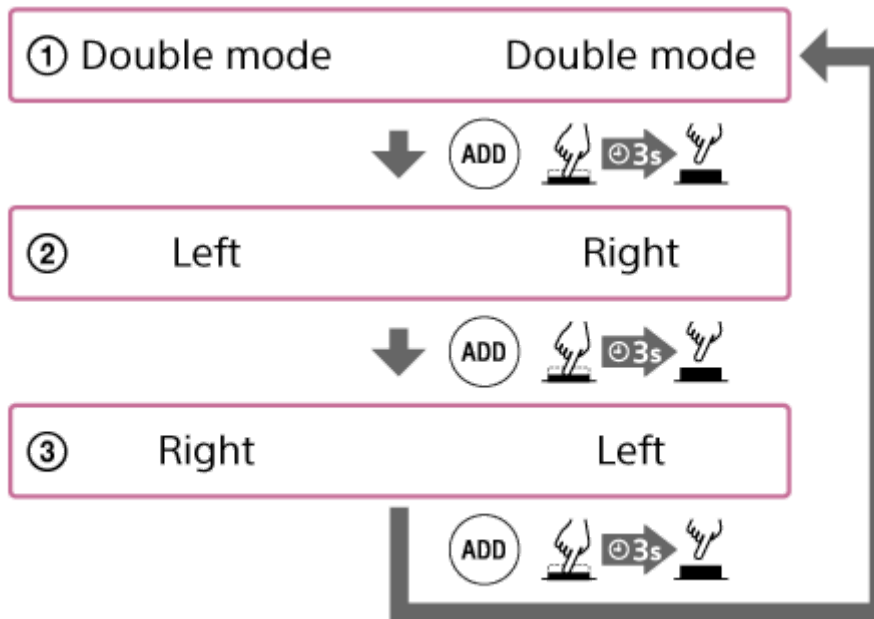 ① Double mode Double mode
ADD 3s
② Left Right
ADD 3s
③ Right Left
ADD 3s